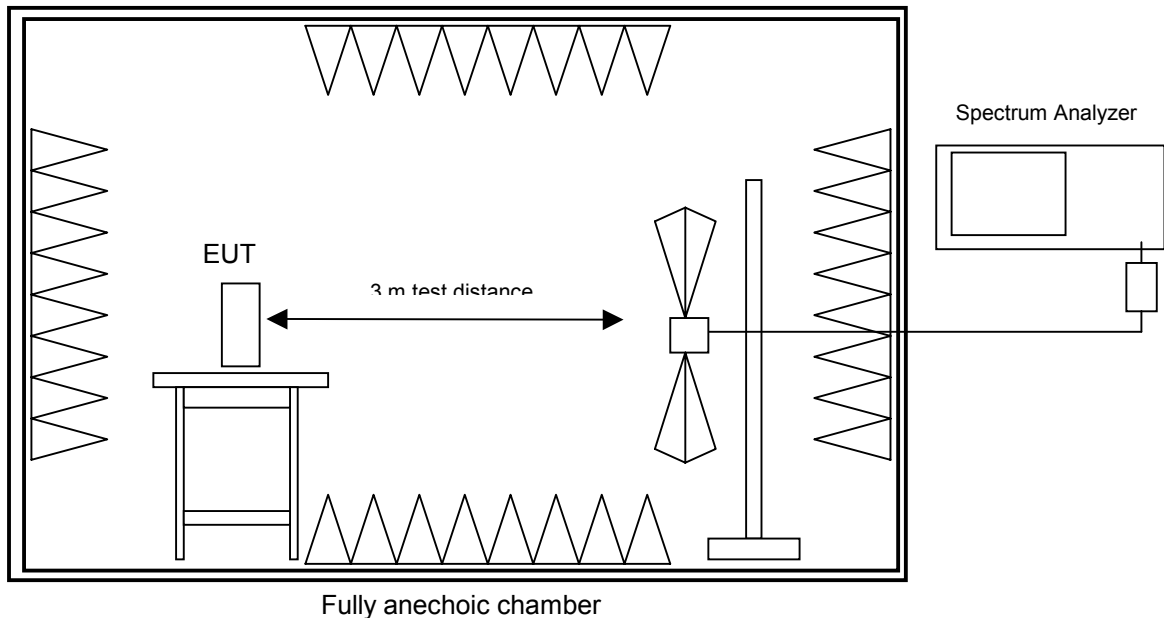 Spectrum Analyzer
EUT
3 m test distance
Fully anechoic chamber